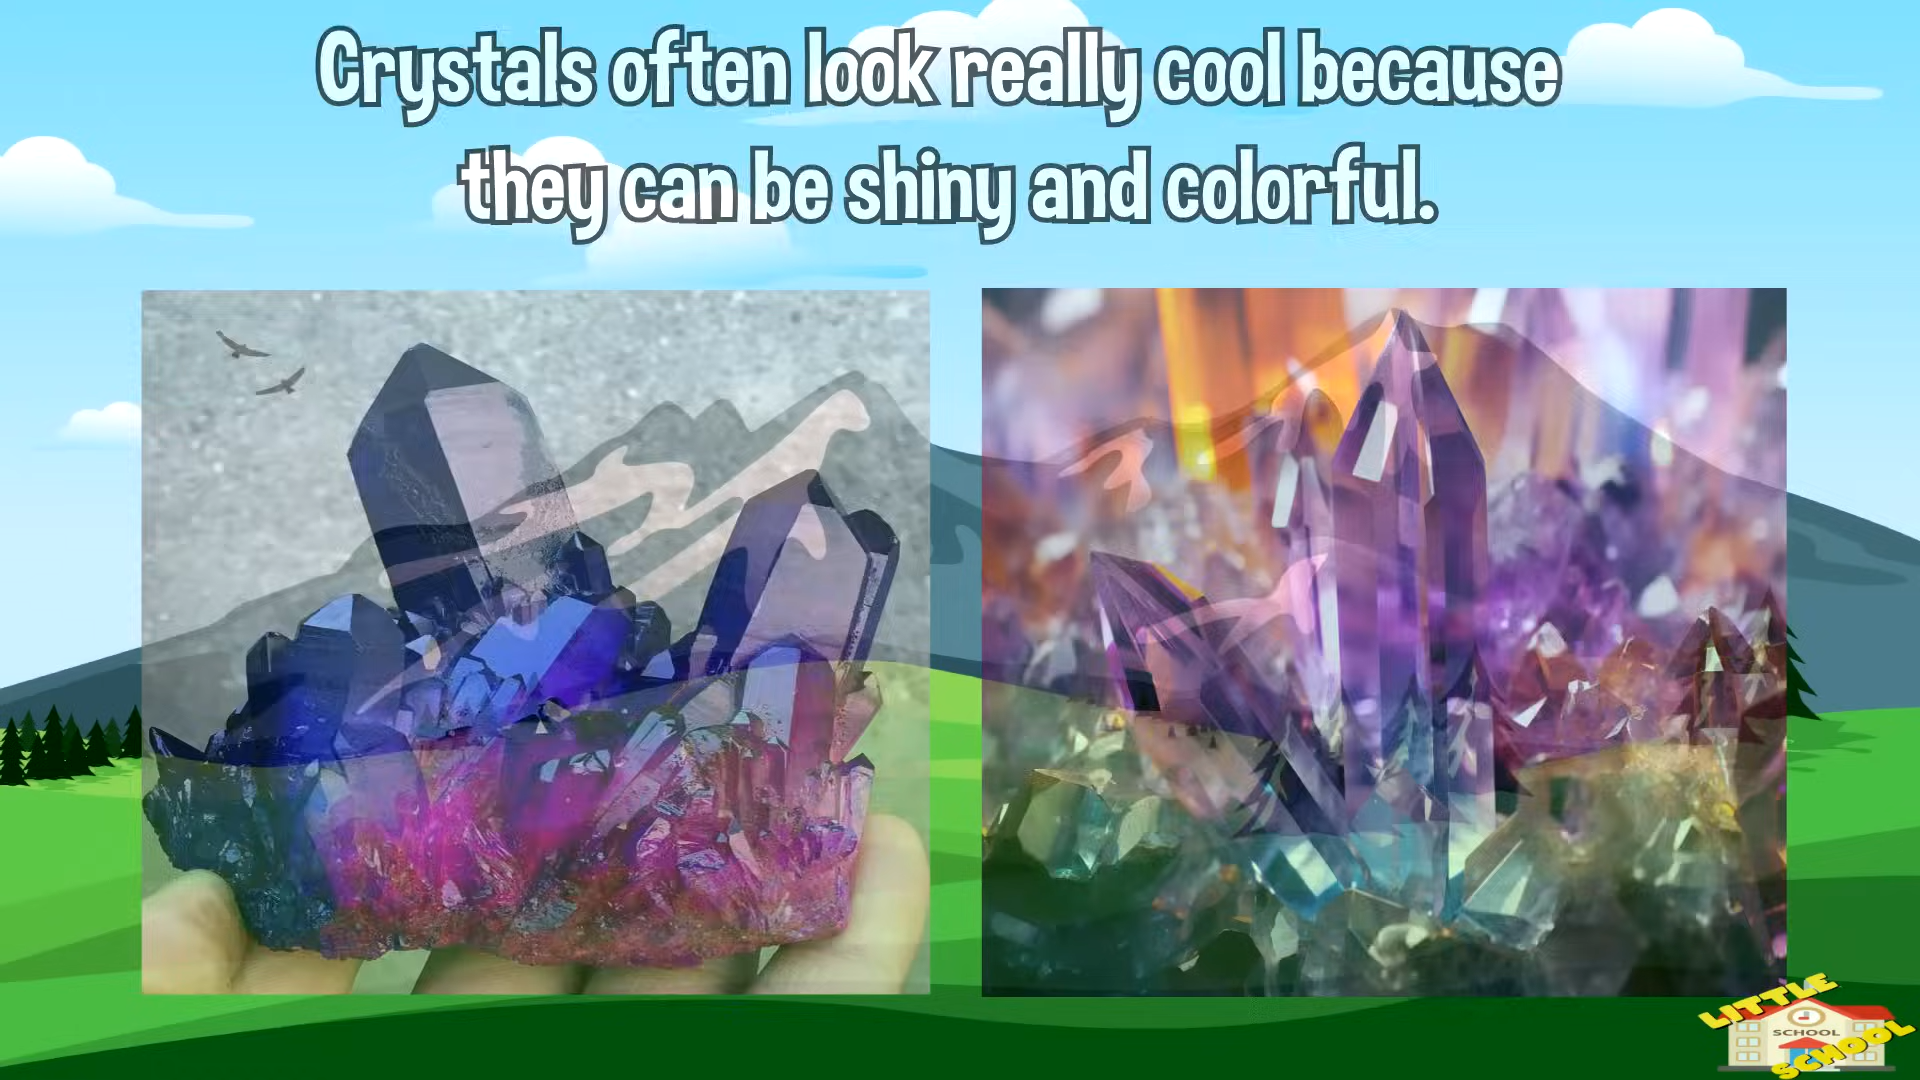 Crystals often look really cool because
they can be shiny and colorful.
LITTLE
SCHOOL
SCHOOL